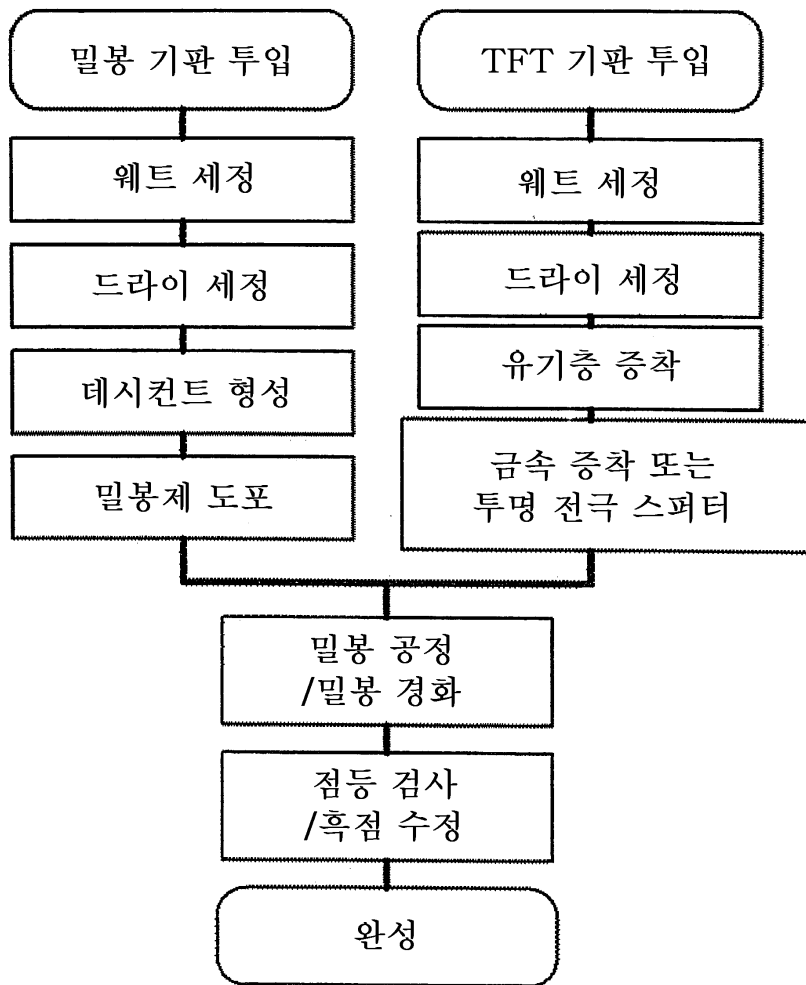 밀봉 기판 투입
웨트 세정
드라이 세정
데시컨트 형성
밀봉제 도포
TFT 기판 투입
웨트 세정
드라이 세정
유기층 증착
금속 증착 또는
투명 전극 스퍼터
밀봉 공정
/밀봉 경화
점등 검사
/흑점 수정
완성